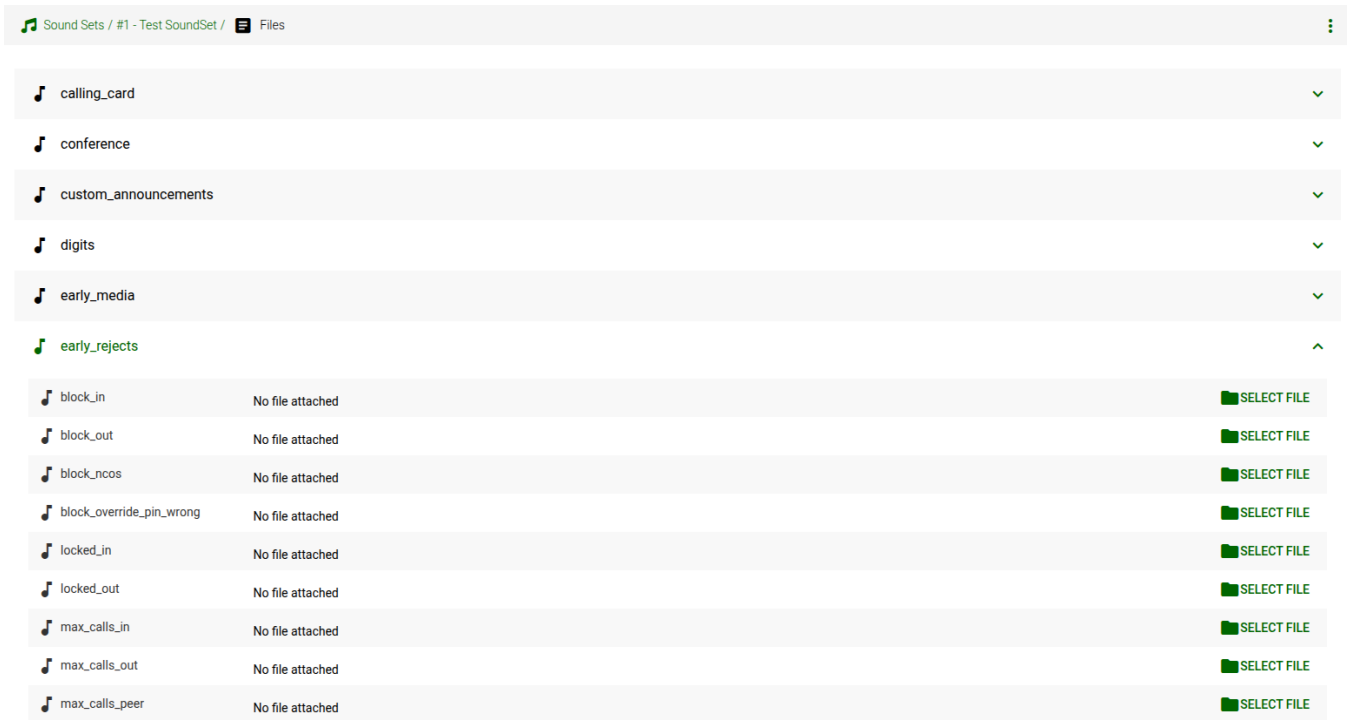 Sound Sets / #1 - Test SoundSet / Files
calling_card
conference
custom_announcements
digits
early_media
early_rejects
block_in No file attached SELECT FILE
block_out No file attached SELECT FILE
block_ncos No file attached SELECT FILE
block_override_pin_wrong No file attached SELECT FILE
locked_in No file attached SELECT FILE
locked_out No file attached SELECT FILE
max_calls_in No file attached SELECT FILE
max_calls_out No file attached SELECT FILE
max_calls_peer No file attached SELECT FILE